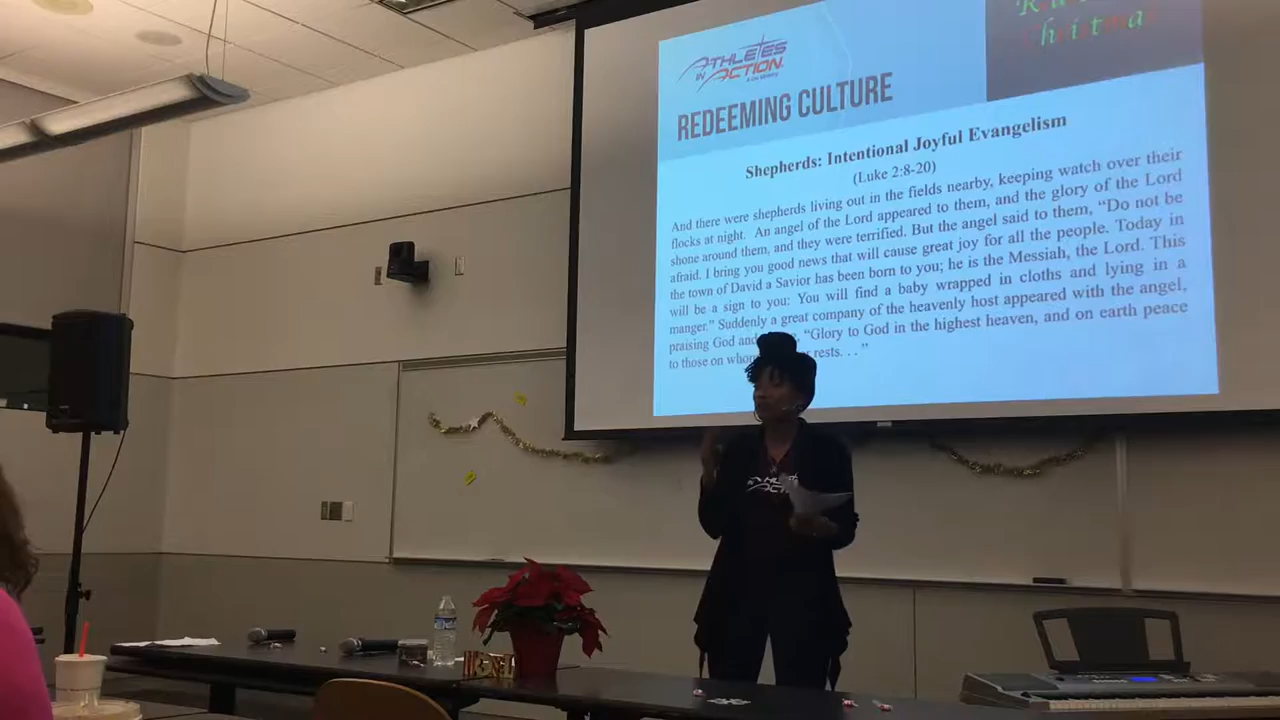 ATHLETES
IN ACTION
Christma
REDEEMING CULTURE
Shepherds: Intentional Joyful Evangelism
(Luke 2:8-20)
And there were shepherds living out in the fields nearby, keeping watch over their
flocks at night. An angel of the Lord appeared to them, and the glory of the Lord
shone around them, and they were terrified. But the angel said to them, “Do not be
afraid. I bring you good news that will cause great joy for all the people. Today in
the town of David a Savior has been born to you; he is the Messiah, the Lord. This
will be a sign to you: You will find a baby wrapped in cloths and lying in a
manger.” Suddenly a great company of the heavenly host appeared with the angel,
praising God and “Glory to God in the highest heaven, and on earth peace
to those on whom rests. . .”